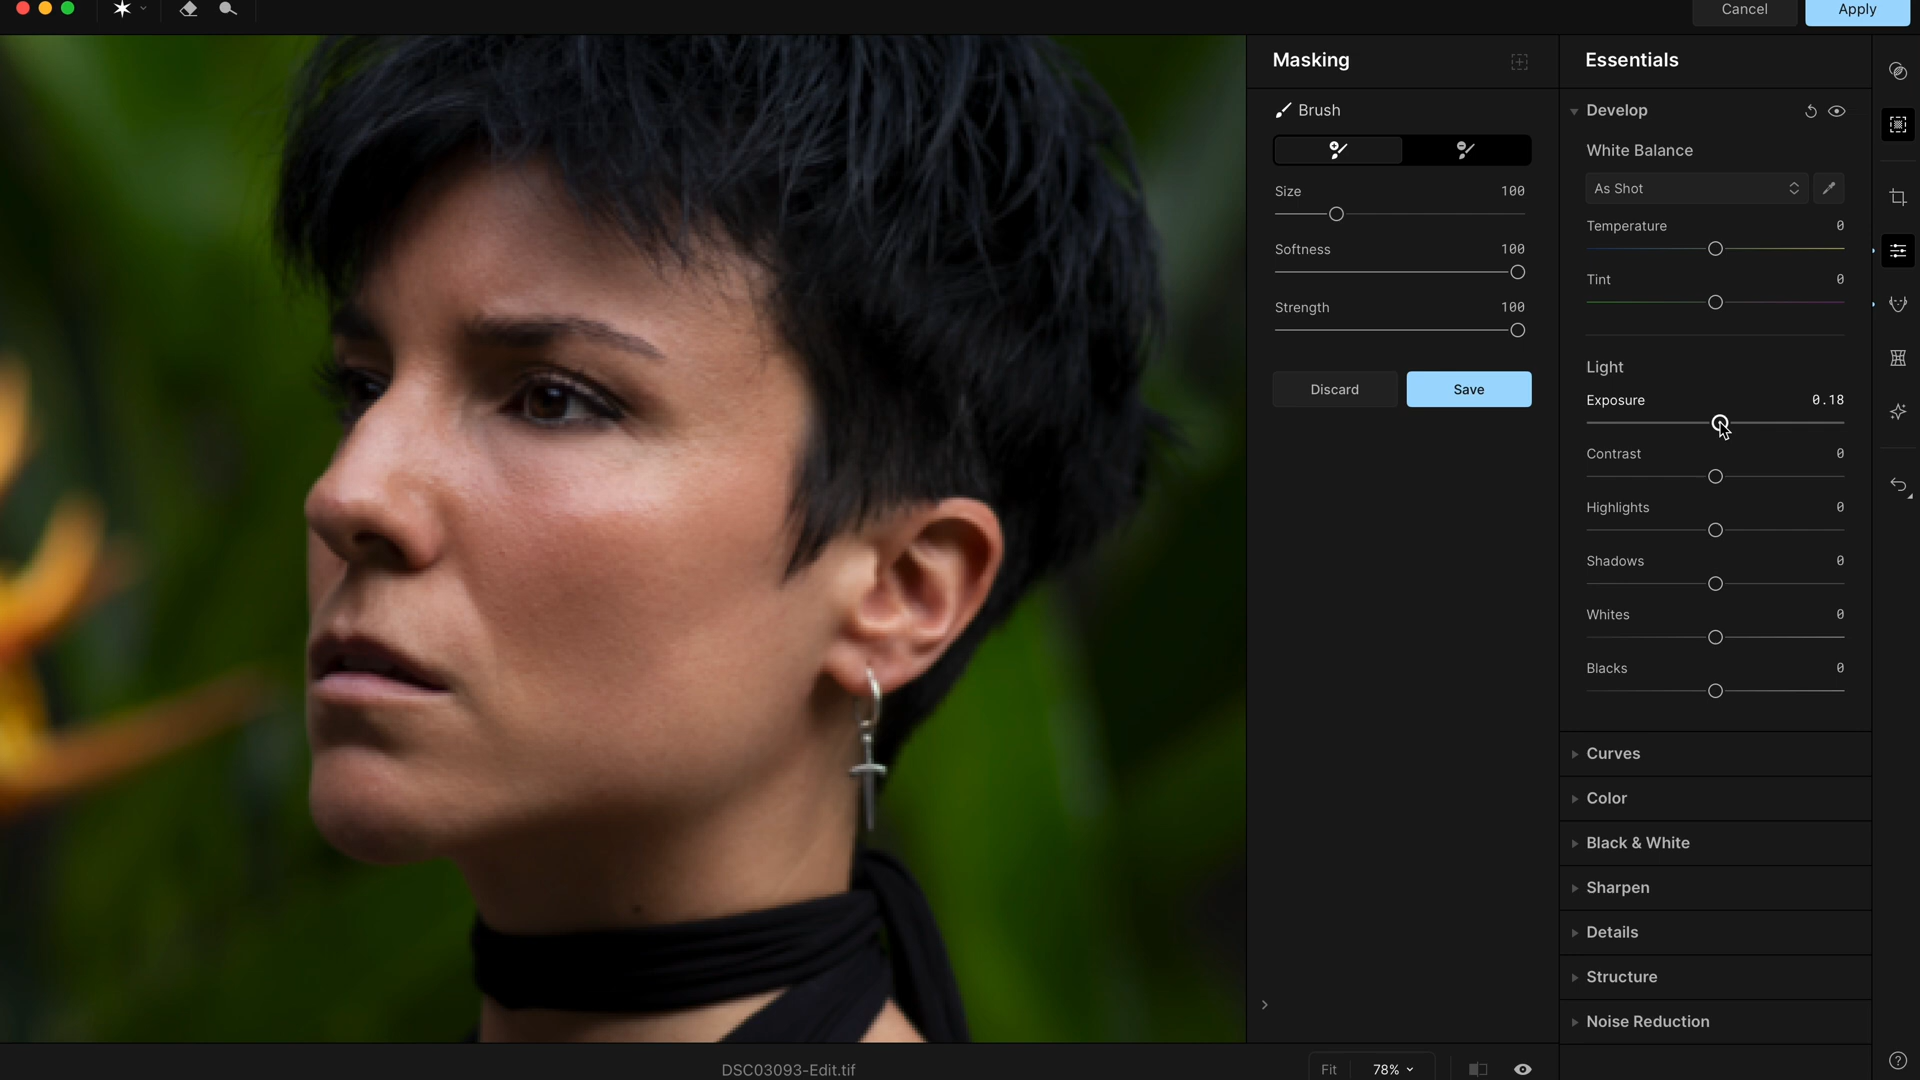 Cancel
Apply
Masking
Brush
Size 100
Softness 100
Strength 100
Discard
Save
Essentials
Develop
White Balance
As Shot
Temperature 0
Tint 0
Light
Exposure 0.18
Contrast 0
Highlights 0
Shadows 0
Whites 0
Blacks 0
Curves
Color
Black & White
Sharpen
Details
Structure
Noise Reduction
DSC03093-Edit.tif
Fit
78%